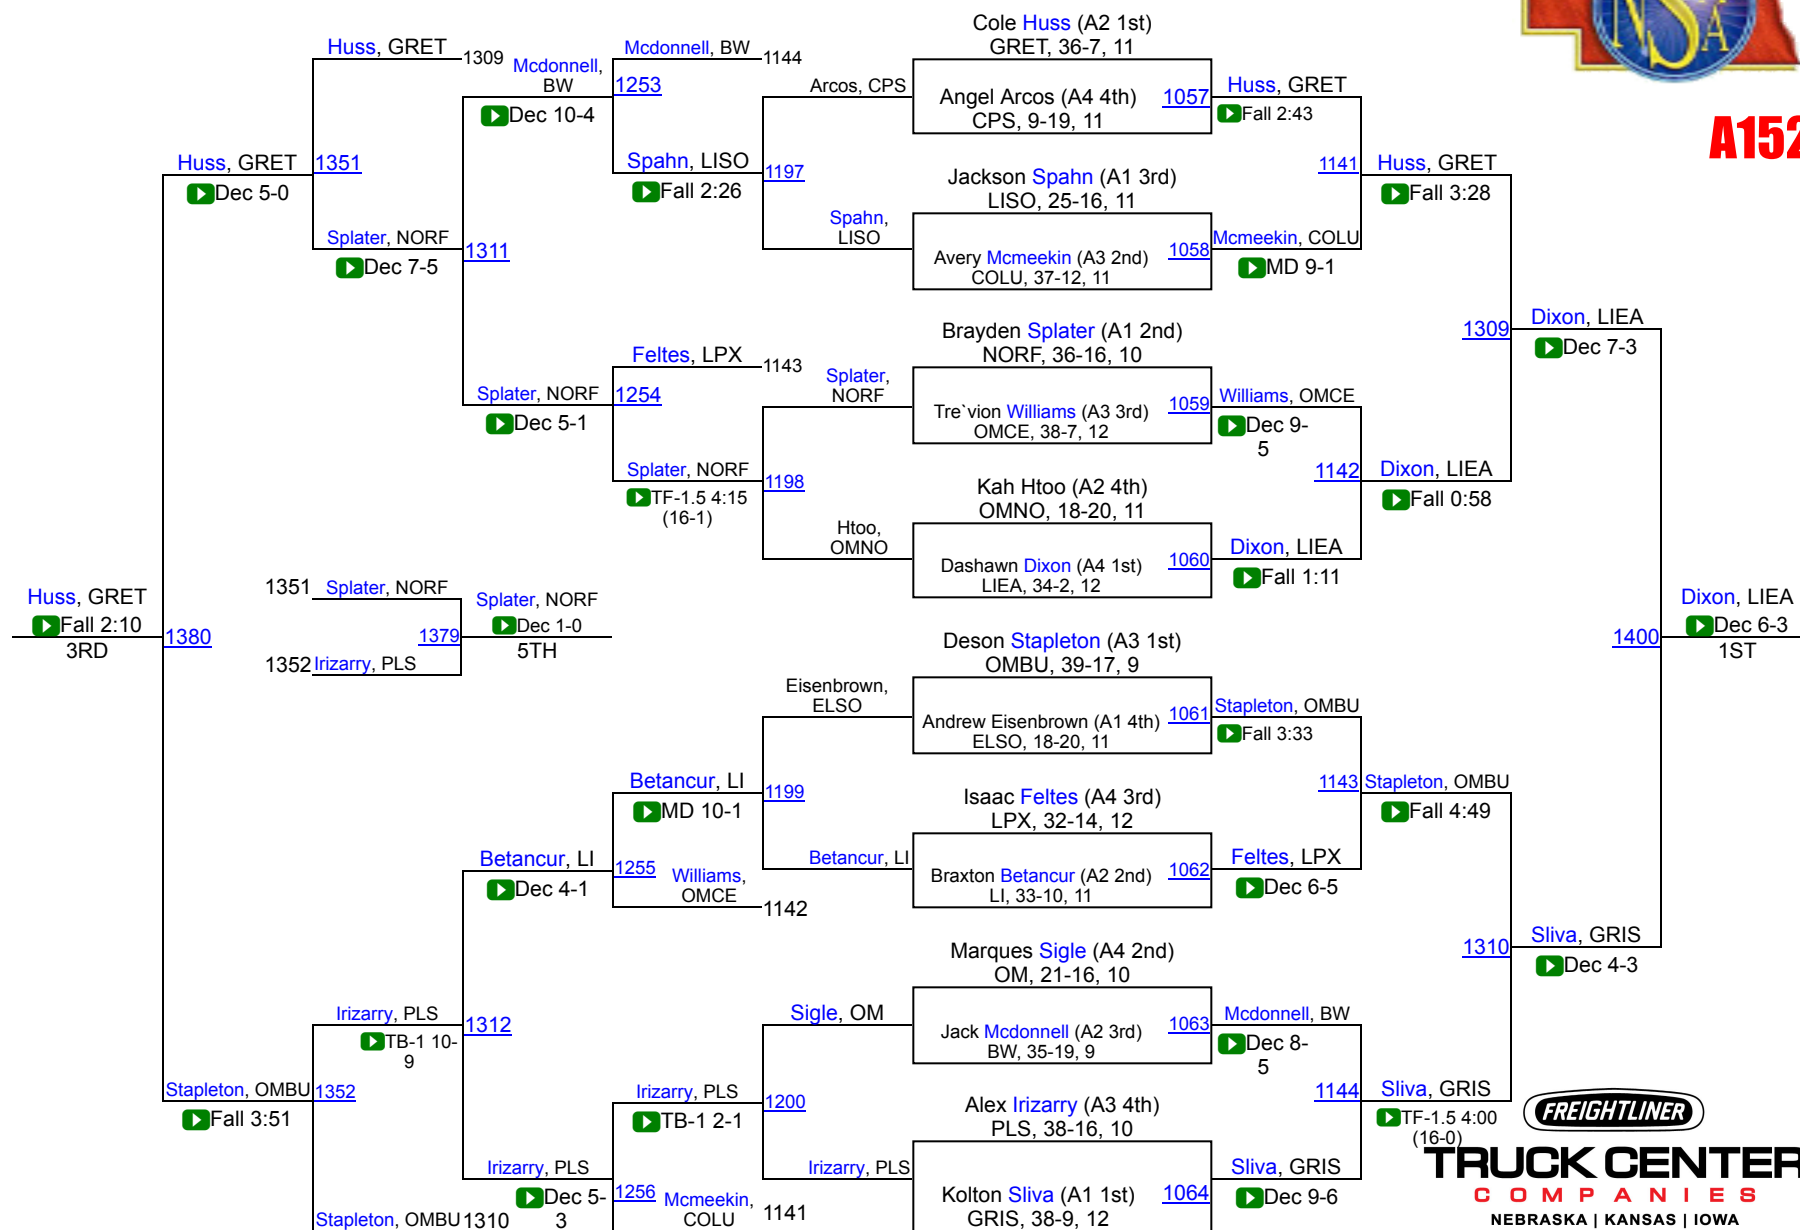 NSA
A152
Cole Huss (A2 1st)
GRET, 36-7, 11
Angel Arcos (A4 4th)
CPS, 9-19, 11
1057
Jackson Spahn (A1 3rd)
LISO, 25-16, 11
Avery Mcmeekin (A3 2nd)
COLU, 37-12, 11
1058
Brayden Splater (A1 2nd)
NORF, 36-16, 10
Tre`vion Williams (A3 3rd)
OMCE, 38-7, 12
1059
Kah Htoo (A2 4th)
OMNO, 18-20, 11
Dashawn Dixon (A4 1st)
LIEA, 34-2, 12
1060
Deson Stapleton (A3 1st)
OMBU, 39-17, 9
Andrew Eisenbrown (A1 4th)
ELSO, 18-20, 11
1061
Isaac Feltes (A4 3rd)
LPX, 32-14, 12
Braxton Betancur (A2 2nd)
LI, 33-10, 11
1062
Marques Sigle (A4 2nd)
OM, 21-16, 10
Jack Mcdonnell (A2 3rd)
BW, 35-19, 9
1063
Alex Irizarry (A3 4th)
PLS, 38-16, 10
Kolton Sliva (A1 1st)
GRIS, 38-9, 12
1064
Huss, GRET
Fall 2:43
Mcmeekin, COLU
MD 9-1
Williams, OMCE
Dec 9-
5
Dixon, LIEA
Fall 1:11
Stapleton, OMBU
Fall 3:33
Feltes, LPX
Dec 6-5
Mcdonnell, BW
Dec 8-
5
Sliva, GRIS
Dec 9-6
1141
Huss, GRET
Fall 3:28
1142
Dixon, LIEA
Fall 0:58
1143
Stapleton, OMBU
Fall 4:49
1144
Sliva, GRIS
TF-1.5 4:00
(16-0)
1309
Dixon, LIEA
Dec 7-3
1310
Sliva, GRIS
Dec 4-3
1400
Dixon, LIEA
Dec 6-3
1ST
Arcos, CPS
Spahn,
LISO
Splater,
NORF
Htoo,
OMNO
Eisenbrown,
ELSO
Betancur, LI
Sigle, OM
Irizarry, PLS
Mcdonnell, BW
1144
Spahn, LISO
Fall 2:26
1197
Feltes, LPX
1143
Splater, NORF
TF-1.5 4:15
(16-1)
1198
Betancur, LI
MD 10-1
1199
Williams,
OMCE
1142
Irizarry, PLS
TB-1 2-1
1200
Mcmeekin,
COLU
1141
Mcdonnell,
BW
Dec 10-4
1253
Splater, NORF
Dec 5-1
1254
Betancur, LI
Dec 4-1
1255
Irizarry, PLS
Dec 5-
3
1256
Huss, GRET
1309
Splater, NORF
Dec 7-5
1311
Irizarry, PLS
TB-1 10-
9
1312
Stapleton, OMBU
1310
Huss, GRET
Dec 5-0
1351
Stapleton, OMBU
Fall 3:51
1352
1351
Splater, NORF
1352
Irizarry, PLS
1379
Splater, NORF
Dec 1-0
5TH
Huss, GRET
Fall 2:10
3RD
1380
FREIGHTLINER
TRUCK CENTER
COMPANIES
NEBRASKA | KANSAS | IOWA